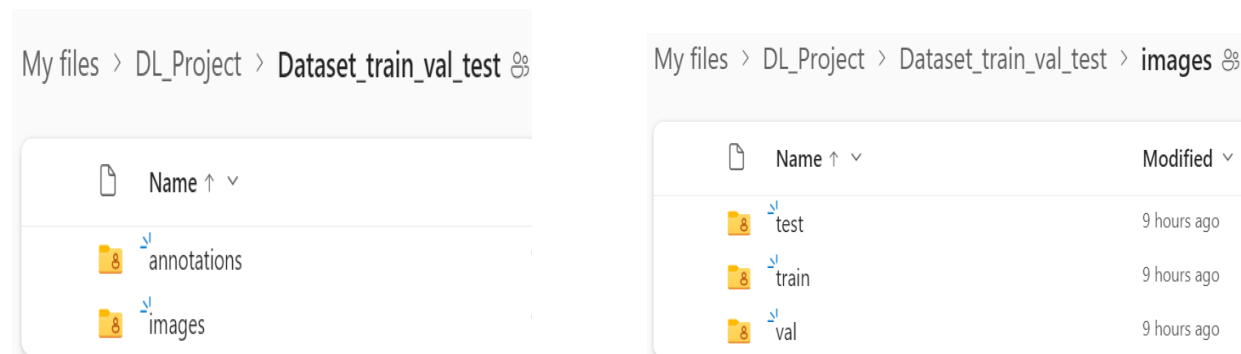 My files > DL_Project > Dataset_train_val_test
Name ↑
annotations
images
My files > DL_Project > Dataset_train_val_test > images
Name ↑ Modified
test 9 hours ago
train 9 hours ago
val 9 hours ago